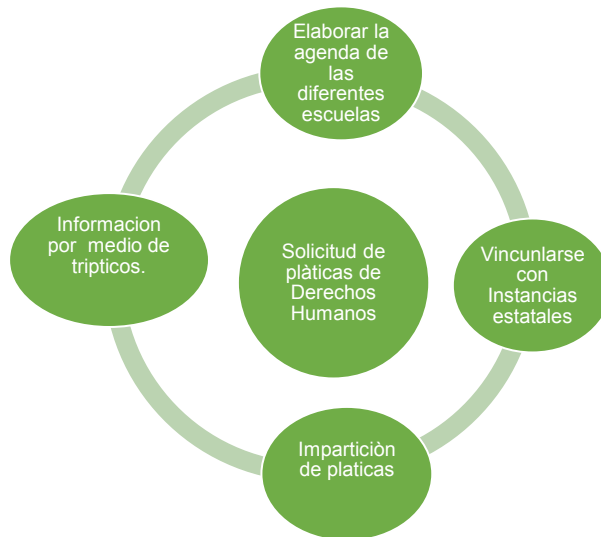 Elaborar la
agenda de
las
diferentes
escuelas
Informacion
por medio de
tripticos.
Solicitud de
plàticas de
Derechos
Humanos
Vincunlarse
con
Instancias
estatales
Imparticiòn
de platicas